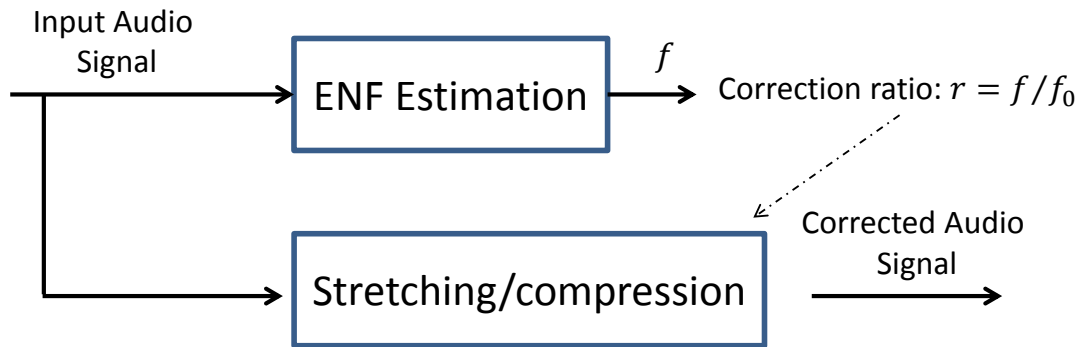 Input Audio
Signal
ENF Estimation
f
Correction ratio: r = f/f₀
Stretching/compression
Corrected Audio
Signal